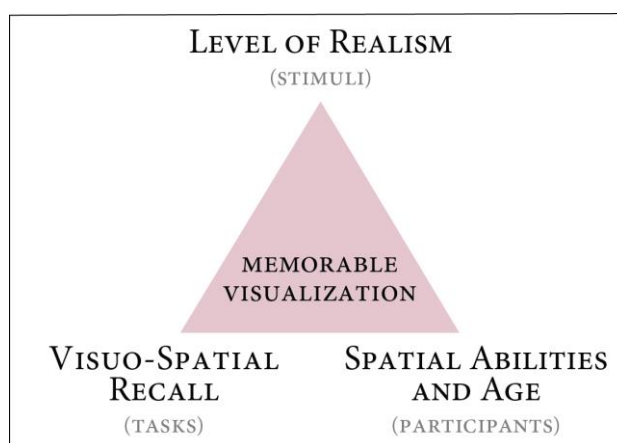 LEVEL OF REALISM
(STIMULI)
MEMORABLE
VISUALIZATION
VISUO-SPATIAL
RECALL
(TASKS)
SPATIAL ABILITIES
AND AGE
(PARTICIPANTS)